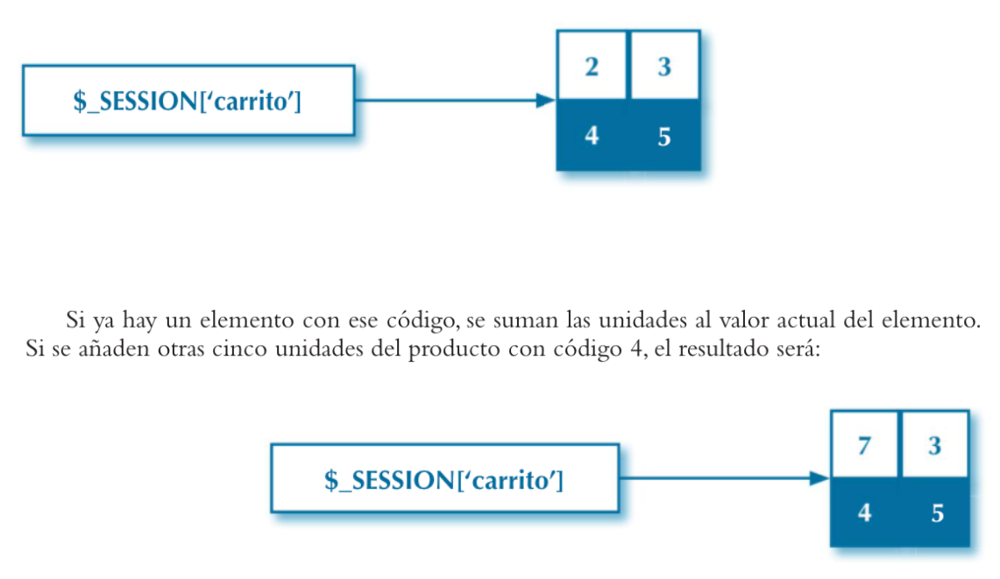 2 3
$_SESSION[‘carrito’]
4 5
Si ya hay un elemento con ese código, se suman las unidades al valor actual del elemento.
Si se añaden otras cinco unidades del producto con código 4, el resultado será:
7 3
$_SESSION[‘carrito’]
4 5